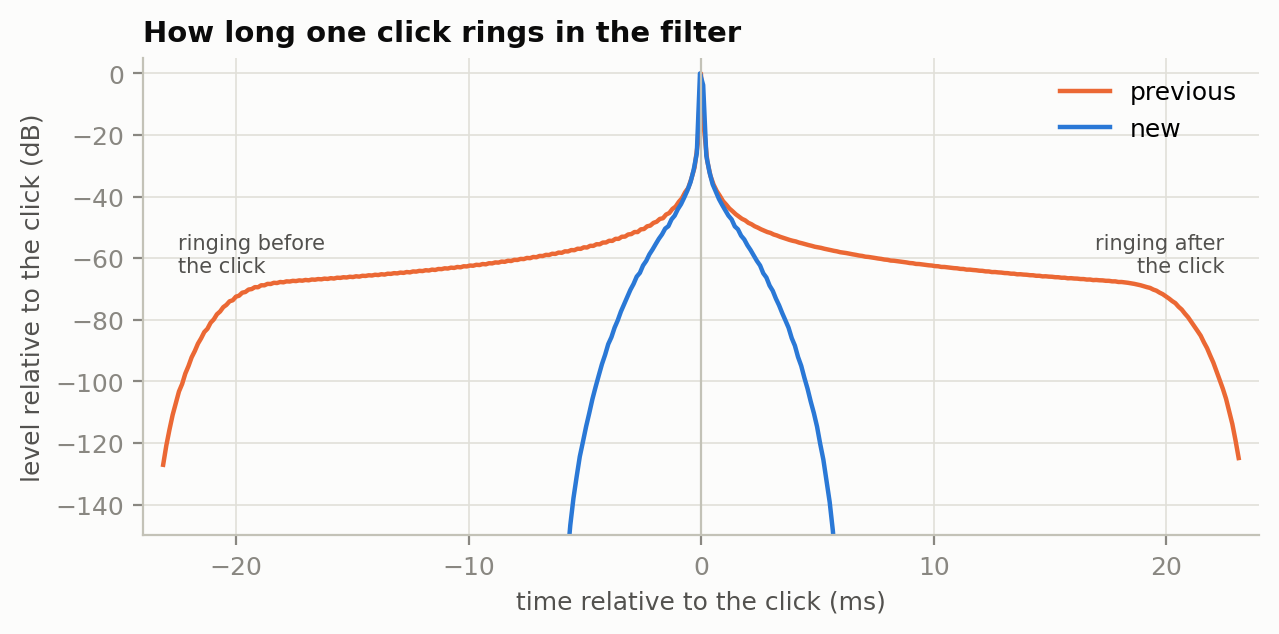 How long one click rings in the filter
level relative to the click (dB)
0
−20
−40
−60
−80
−100
−120
−140
previous
new
ringing before
the click
ringing after
the click
−20
−10
0
10
20
time relative to the click (ms)